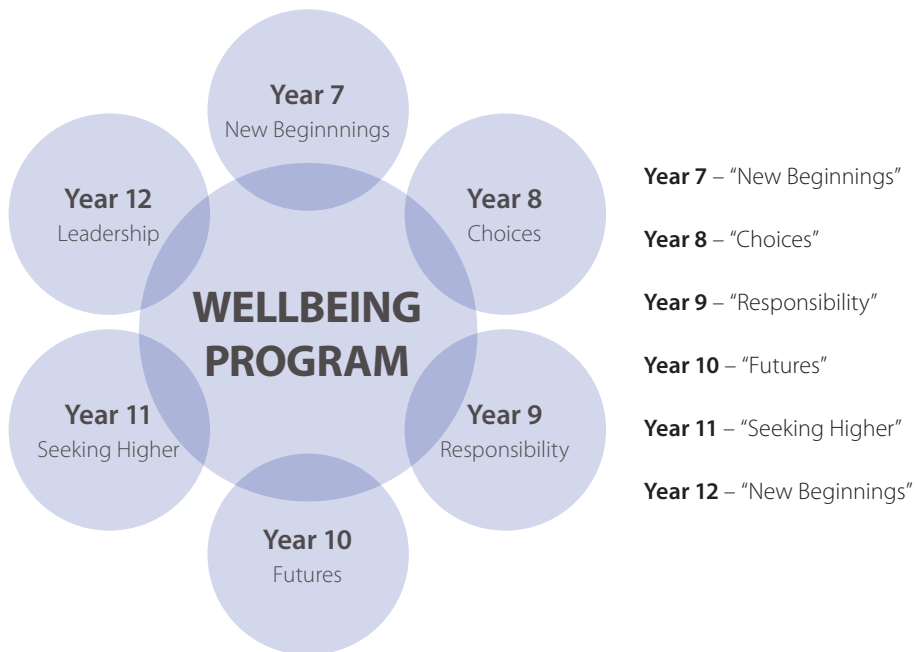 Year 7
New Beginnnings
Year 12
Leadership
Year 8
Choices
WELLBEING
PROGRAM
Year 11
Seeking Higher
Year 9
Responsibility
Year 10
Futures
Year 7 – “New Beginnings”
Year 8 – “Choices”
Year 9 – “Responsibility”
Year 10 – “Futures”
Year 11 – “Seeking Higher”
Year 12 – “New Beginnings”